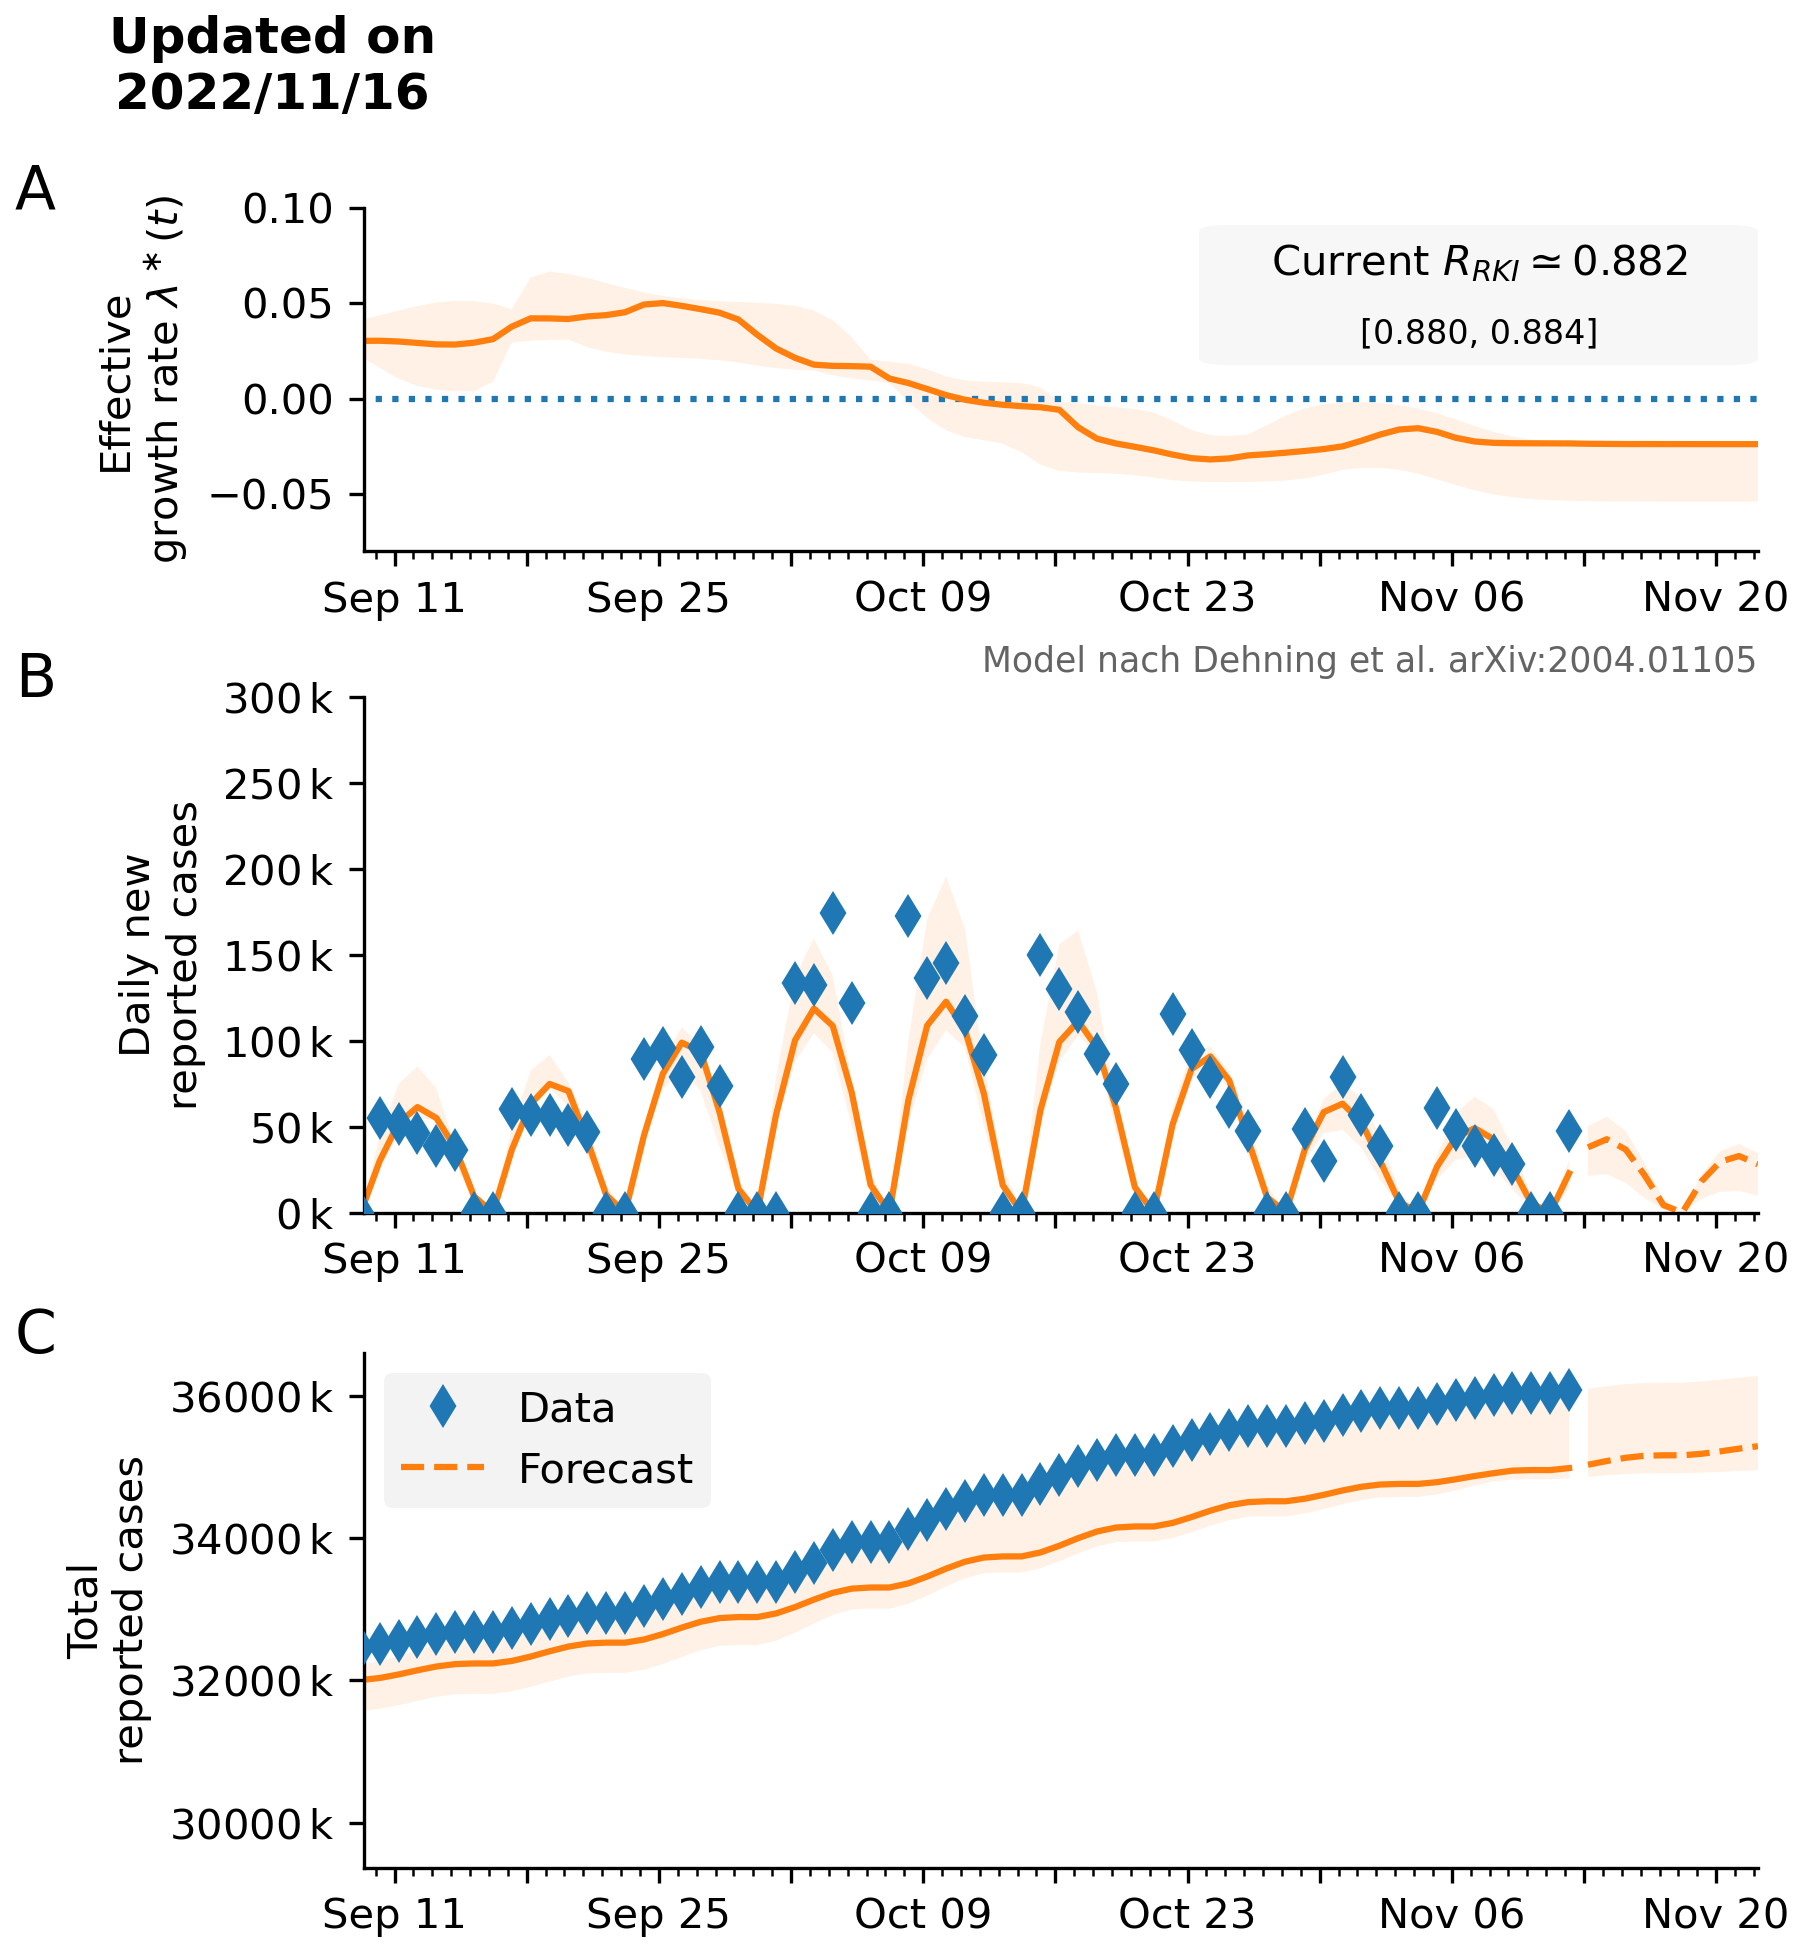 Updated on
2022/11/16
A
Effective
growth rate λ * (t)
0.10
0.05
0.00
−0.05
Current R_RKI ≃ 0.882
[0.880, 0.884]
Sep 11 Sep 25 Oct 09 Oct 23 Nov 06 Nov 20
Model nach Dehning et al. arXiv:2004.01105
B
Daily new
reported cases
300 k
250 k
200 k
150 k
100 k
50 k
0 k
Sep 11 Sep 25 Oct 09 Oct 23 Nov 06 Nov 20
C
Total
reported cases
36000 k
34000 k
32000 k
30000 k
Data
Forecast
Sep 11 Sep 25 Oct 09 Oct 23 Nov 06 Nov 20